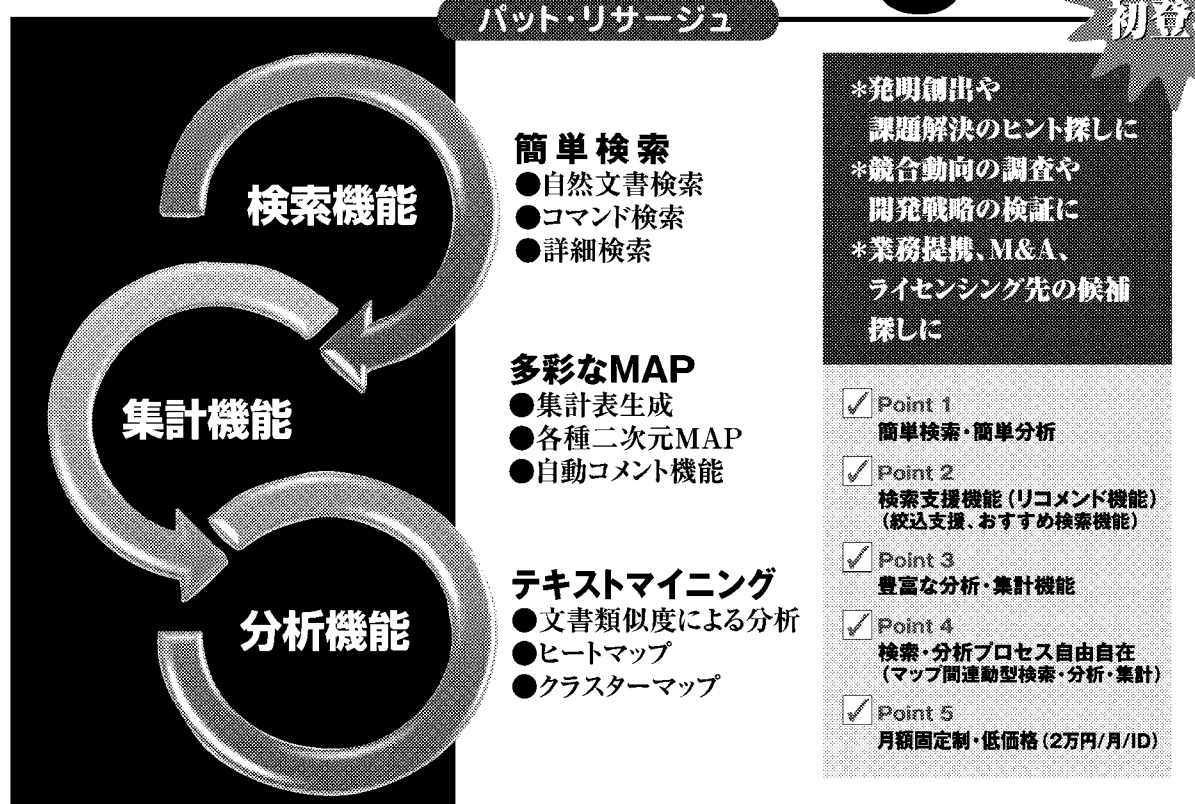 パット・リサージュ
初登
検索機能
簡単検索
●自然文書検索
●コマンド検索
●詳細検索
集計機能
多彩なMAP
●集計表生成
●各種二次元MAP
●自動コメント機能
分析機能
テキストマイニング
●文書類似度による分析
●ヒートマップ
●クラスターマップ
*発明創出や
課題解決のヒント探しに
*競合動向の調査や
開発戦略の検証に
*業務提携、M&A、
ライセンシング先の候補
探しに
Point 1
簡単検索・簡単分析
Point 2
検索支援機能（リコメンド機能）
（絞込支援、おすすめ検索機能）
Point 3
豊富な分析・集計機能
Point 4
検索・分析プロセス自由自在
（マップ間連動型検索・分析・集計）
Point 5
月額固定制・低価格（2万円/月/ID）